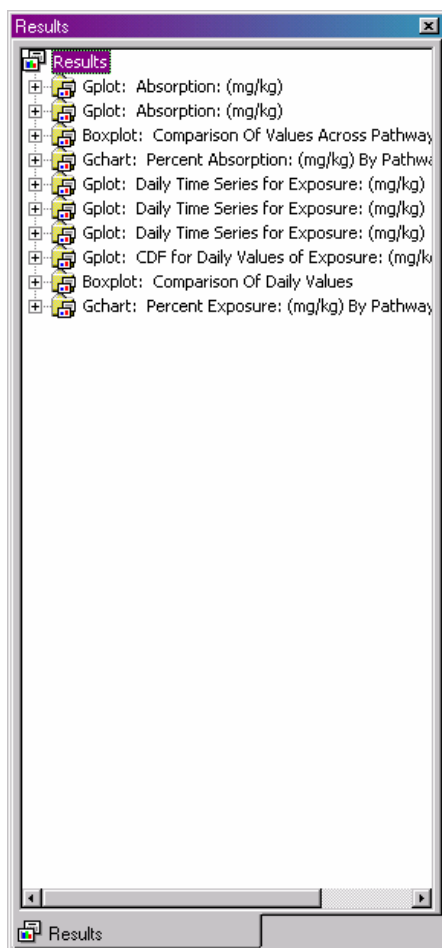 Results
Results
Gplot: Absorption: (mg/kg)
Gplot: Absorption: (mg/kg)
Boxplot: Comparison Of Values Across Pathway
Gchart: Percent Absorption: (mg/kg) By Pathwa
Gplot: Daily Time Series for Exposure: (mg/kg)
Gplot: Daily Time Series for Exposure: (mg/kg)
Gplot: Daily Time Series for Exposure: (mg/kg)
Gplot: CDF for Daily Values of Exposure: (mg/k
Boxplot: Comparison Of Daily Values
Gchart: Percent Exposure: (mg/kg) By Pathway
Results